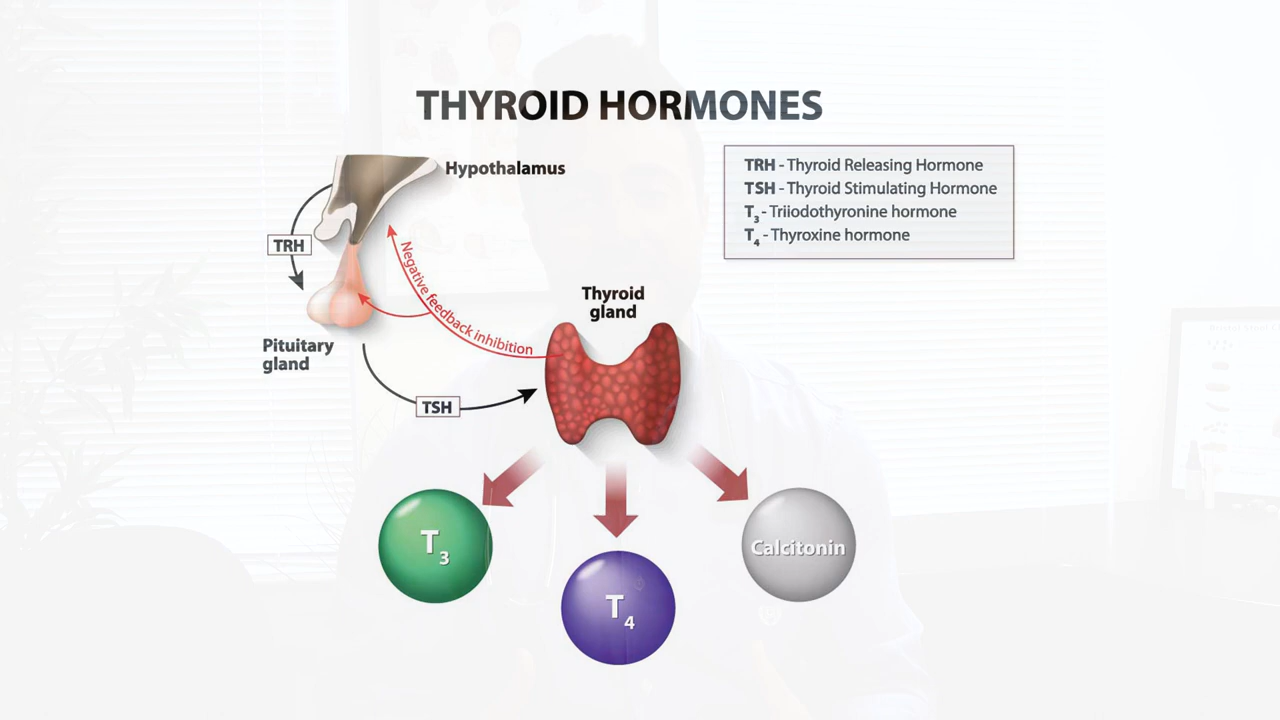 THYROID HORMONES
Hypothalamus
TRH - Thyroid Releasing Hormone
TSH - Thyroid Stimulating Hormone
T₃ - Triiodothyronine hormone
T₄ - Thyroxine hormone
TRH
Negative feedback inhibition
Thyroid
gland
Pituitary
gland
TSH
T₃
T₄
Calcitonin